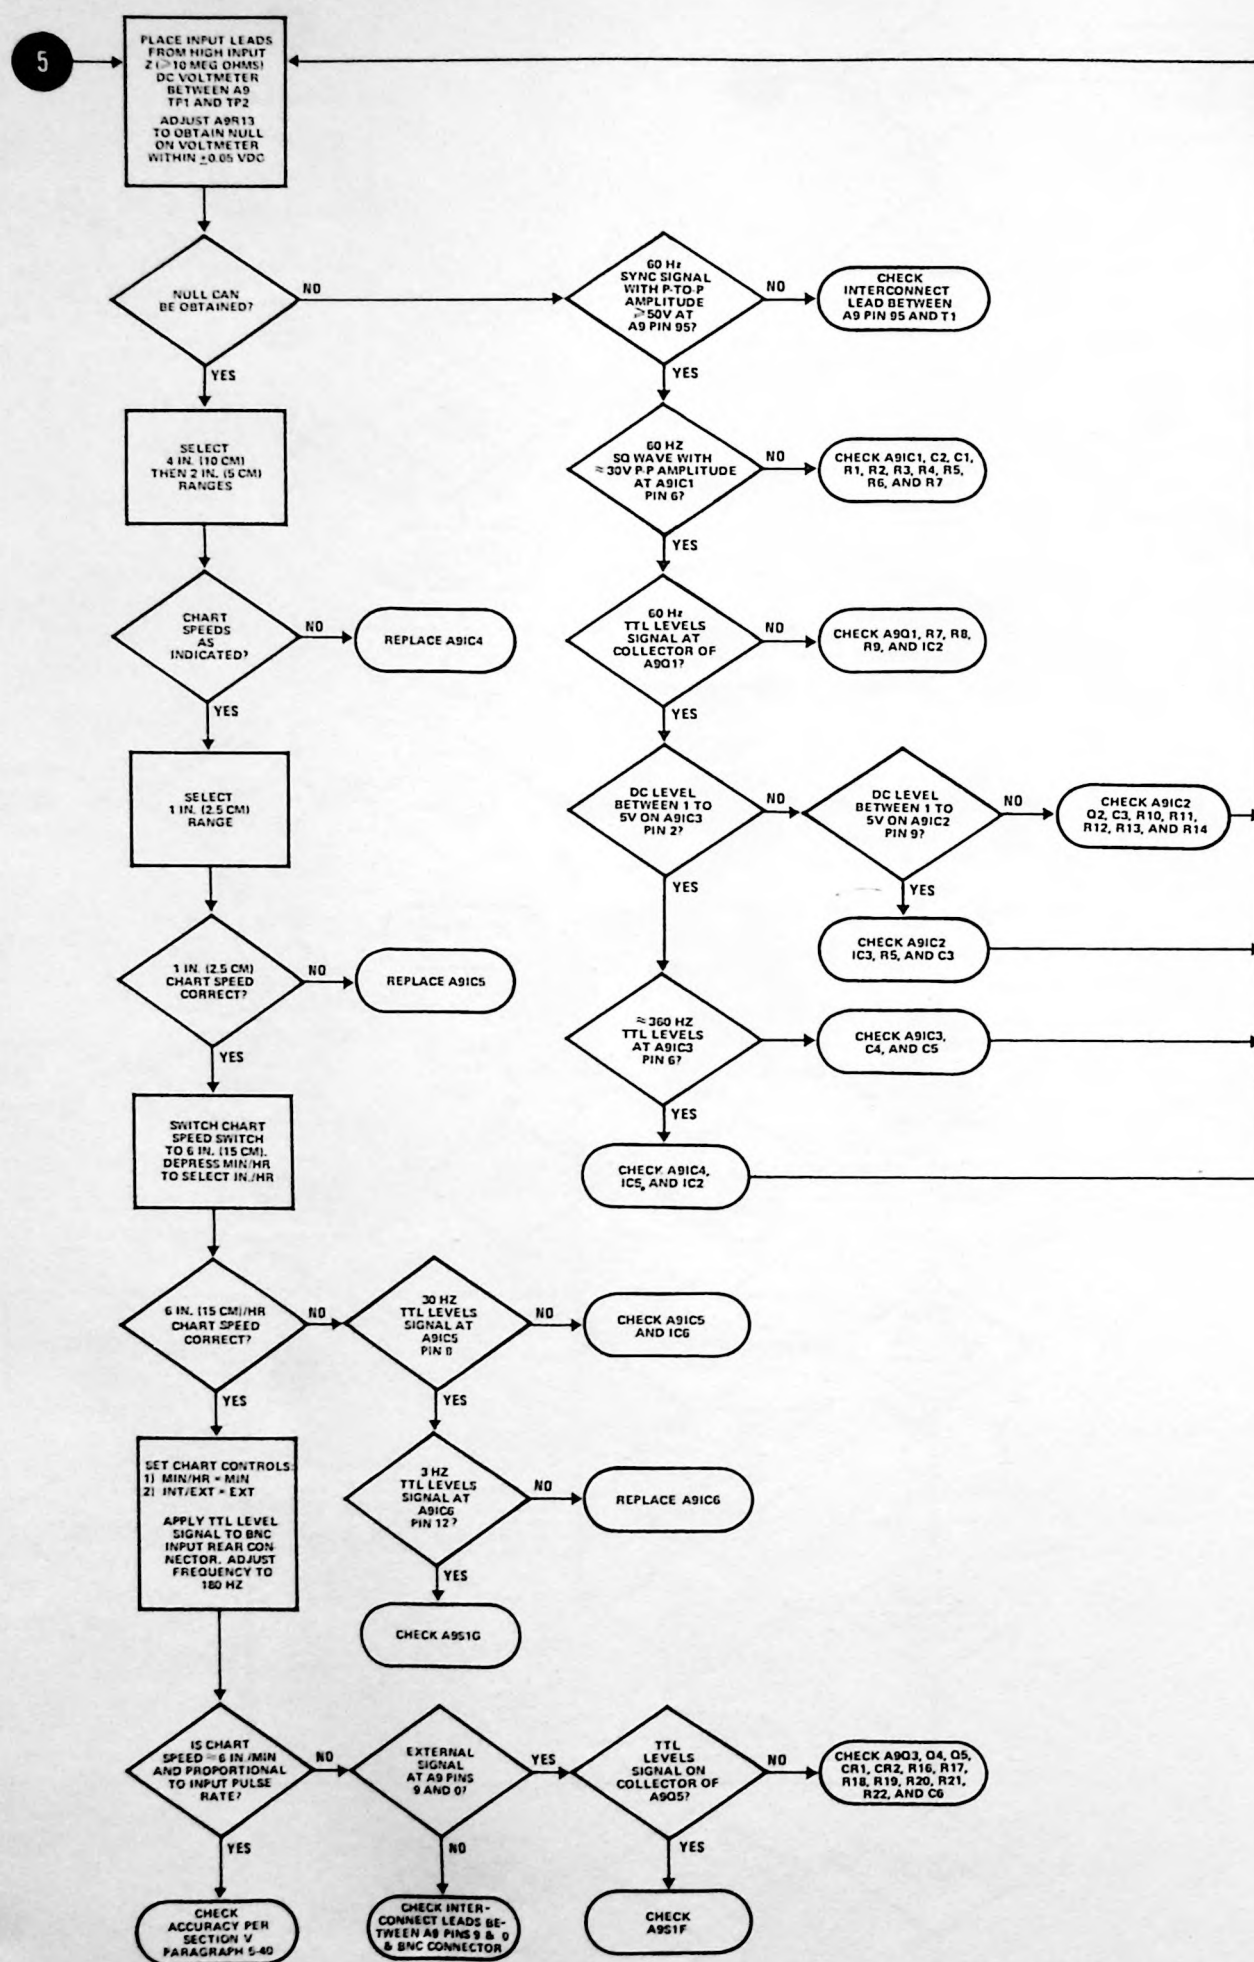 5
PLACE INPUT LEADS
FROM HIGH INPUT
Z (>10 MEG OHMS)
DC VOLTMETER
BETWEEN A9
TP1 AND TP2
ADJUST A9R13
TO OBTAIN NULL
ON VOLTMETER
WITHIN ±0.05 VDC
NULL CAN
BE OBTAINED?
NO
YES
60 Hz
SYNC SIGNAL
WITH P-TO-P
AMPLITUDE
≥50V AT
A9 PIN 95?
NO
YES
CHECK
INTERCONNECT
LEAD BETWEEN
A9 PIN 95 AND T1
SELECT
4 IN. (10 CM)
THEN 2 IN. (5 CM)
RANGES
60 HZ
SQ WAVE WITH
≈30V P-P AMPLITUDE
AT A9IC1
PIN 6?
NO
YES
CHECK A9IC1, C2, C1,
R1, R2, R3, R4, R5,
R6, AND R7
CHART
SPEEDS
AS
INDICATED?
NO
YES
REPLACE A9IC4
60 Hz
TTL LEVELS
SIGNAL AT
COLLECTOR OF
A9Q1?
NO
YES
CHECK A9Q1, R7, R8,
R9, AND IC2
SELECT
1 IN. (2.5 CM)
RANGE
DC LEVEL
BETWEEN 1 TO
5V ON A9IC3
PIN 2?
NO
YES
DC LEVEL
BETWEEN 1 TO
5V ON A9IC2
PIN 9?
NO
YES
CHECK A9IC2
Q2, C3, R10, R11,
R12, R13, AND R14
CHECK A9IC2
IC3, R5, AND C3
1 IN. (2.5 CM)
CHART SPEED
CORRECT?
NO
YES
REPLACE A9IC5
≈360 HZ
TTL LEVELS
AT A9IC3
PIN 6?
YES
CHECK A9IC3,
C4, AND C5
SWITCH CHART
SPEED SWITCH
TO 6 IN. (15 CM).
DEPRESS MIN/HR
TO SELECT IN./HR
CHECK A9IC4,
IC5, AND IC2
6 IN. (15 CM)/HR
CHART SPEED
CORRECT?
NO
YES
30 HZ
TTL LEVELS
SIGNAL AT
A9IC5
PIN 8
NO
YES
CHECK A9IC5
AND IC6
SET CHART CONTROLS:
1) MIN/HR = MIN
2) INT/EXT = EXT
APPLY TTL LEVEL
SIGNAL TO BNC
INPUT REAR CON-
NECTOR. ADJUST
FREQUENCY TO
180 HZ
3 HZ
TTL LEVELS
SIGNAL AT
A9IC6
PIN 12?
NO
YES
REPLACE A9IC6
CHECK A9S1G
IS CHART
SPEED ≈ 6 IN /MIN
AND PROPORTIONAL
TO INPUT PULSE
RATE?
NO
YES
EXTERNAL
SIGNAL
AT A9 PINS
9 AND 0?
YES
NO
TTL
LEVELS
SIGNAL ON
COLLECTOR OF
A9Q5?
NO
YES
CHECK A9Q3, Q4, Q5,
CR1, CR2, R16, R17,
R18, R19, R20, R21,
R22, AND C6
CHECK
ACCURACY PER
SECTION V
PARAGRAPH 5-40
CHECK INTER-
CONNECT LEADS BE-
TWEEN A9 PINS 9 & 0
& BNC CONNECTOR
CHECK
A9S1F